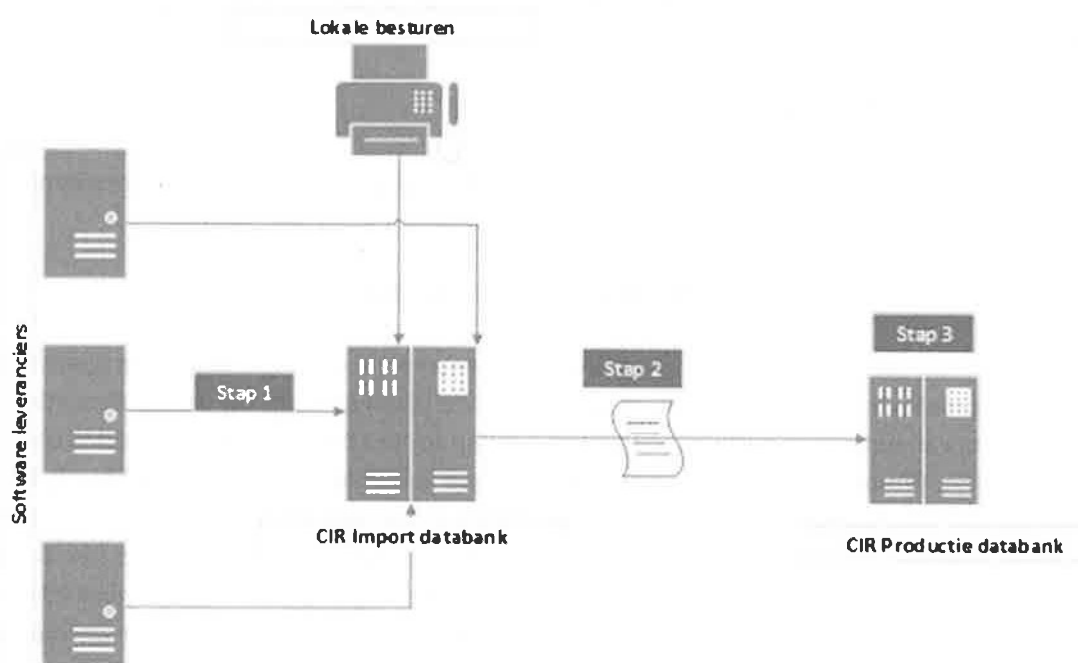 Lokale besturen
Software leveranciers
Stap 1
Stap 2
Stap 3
CIR Import databank
CIR Productie databank